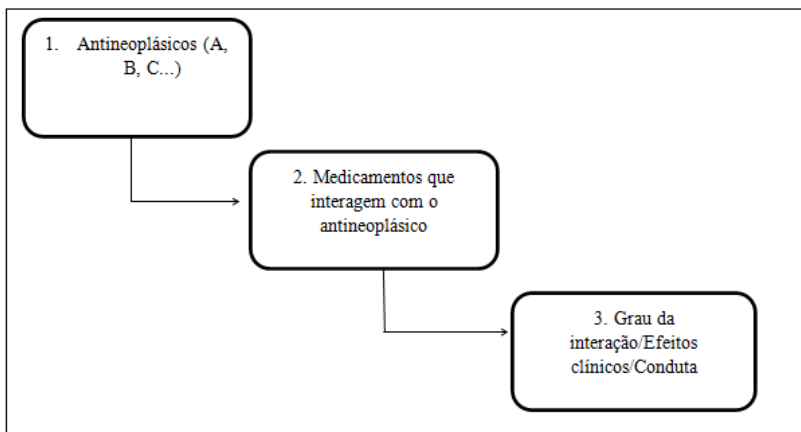 1. Antineoplásicos (A,
B, C...)
2. Medicamentos que
interagem com o
antineoplásico
3. Grau da
interação/Efeitos
clínicos/Conduta